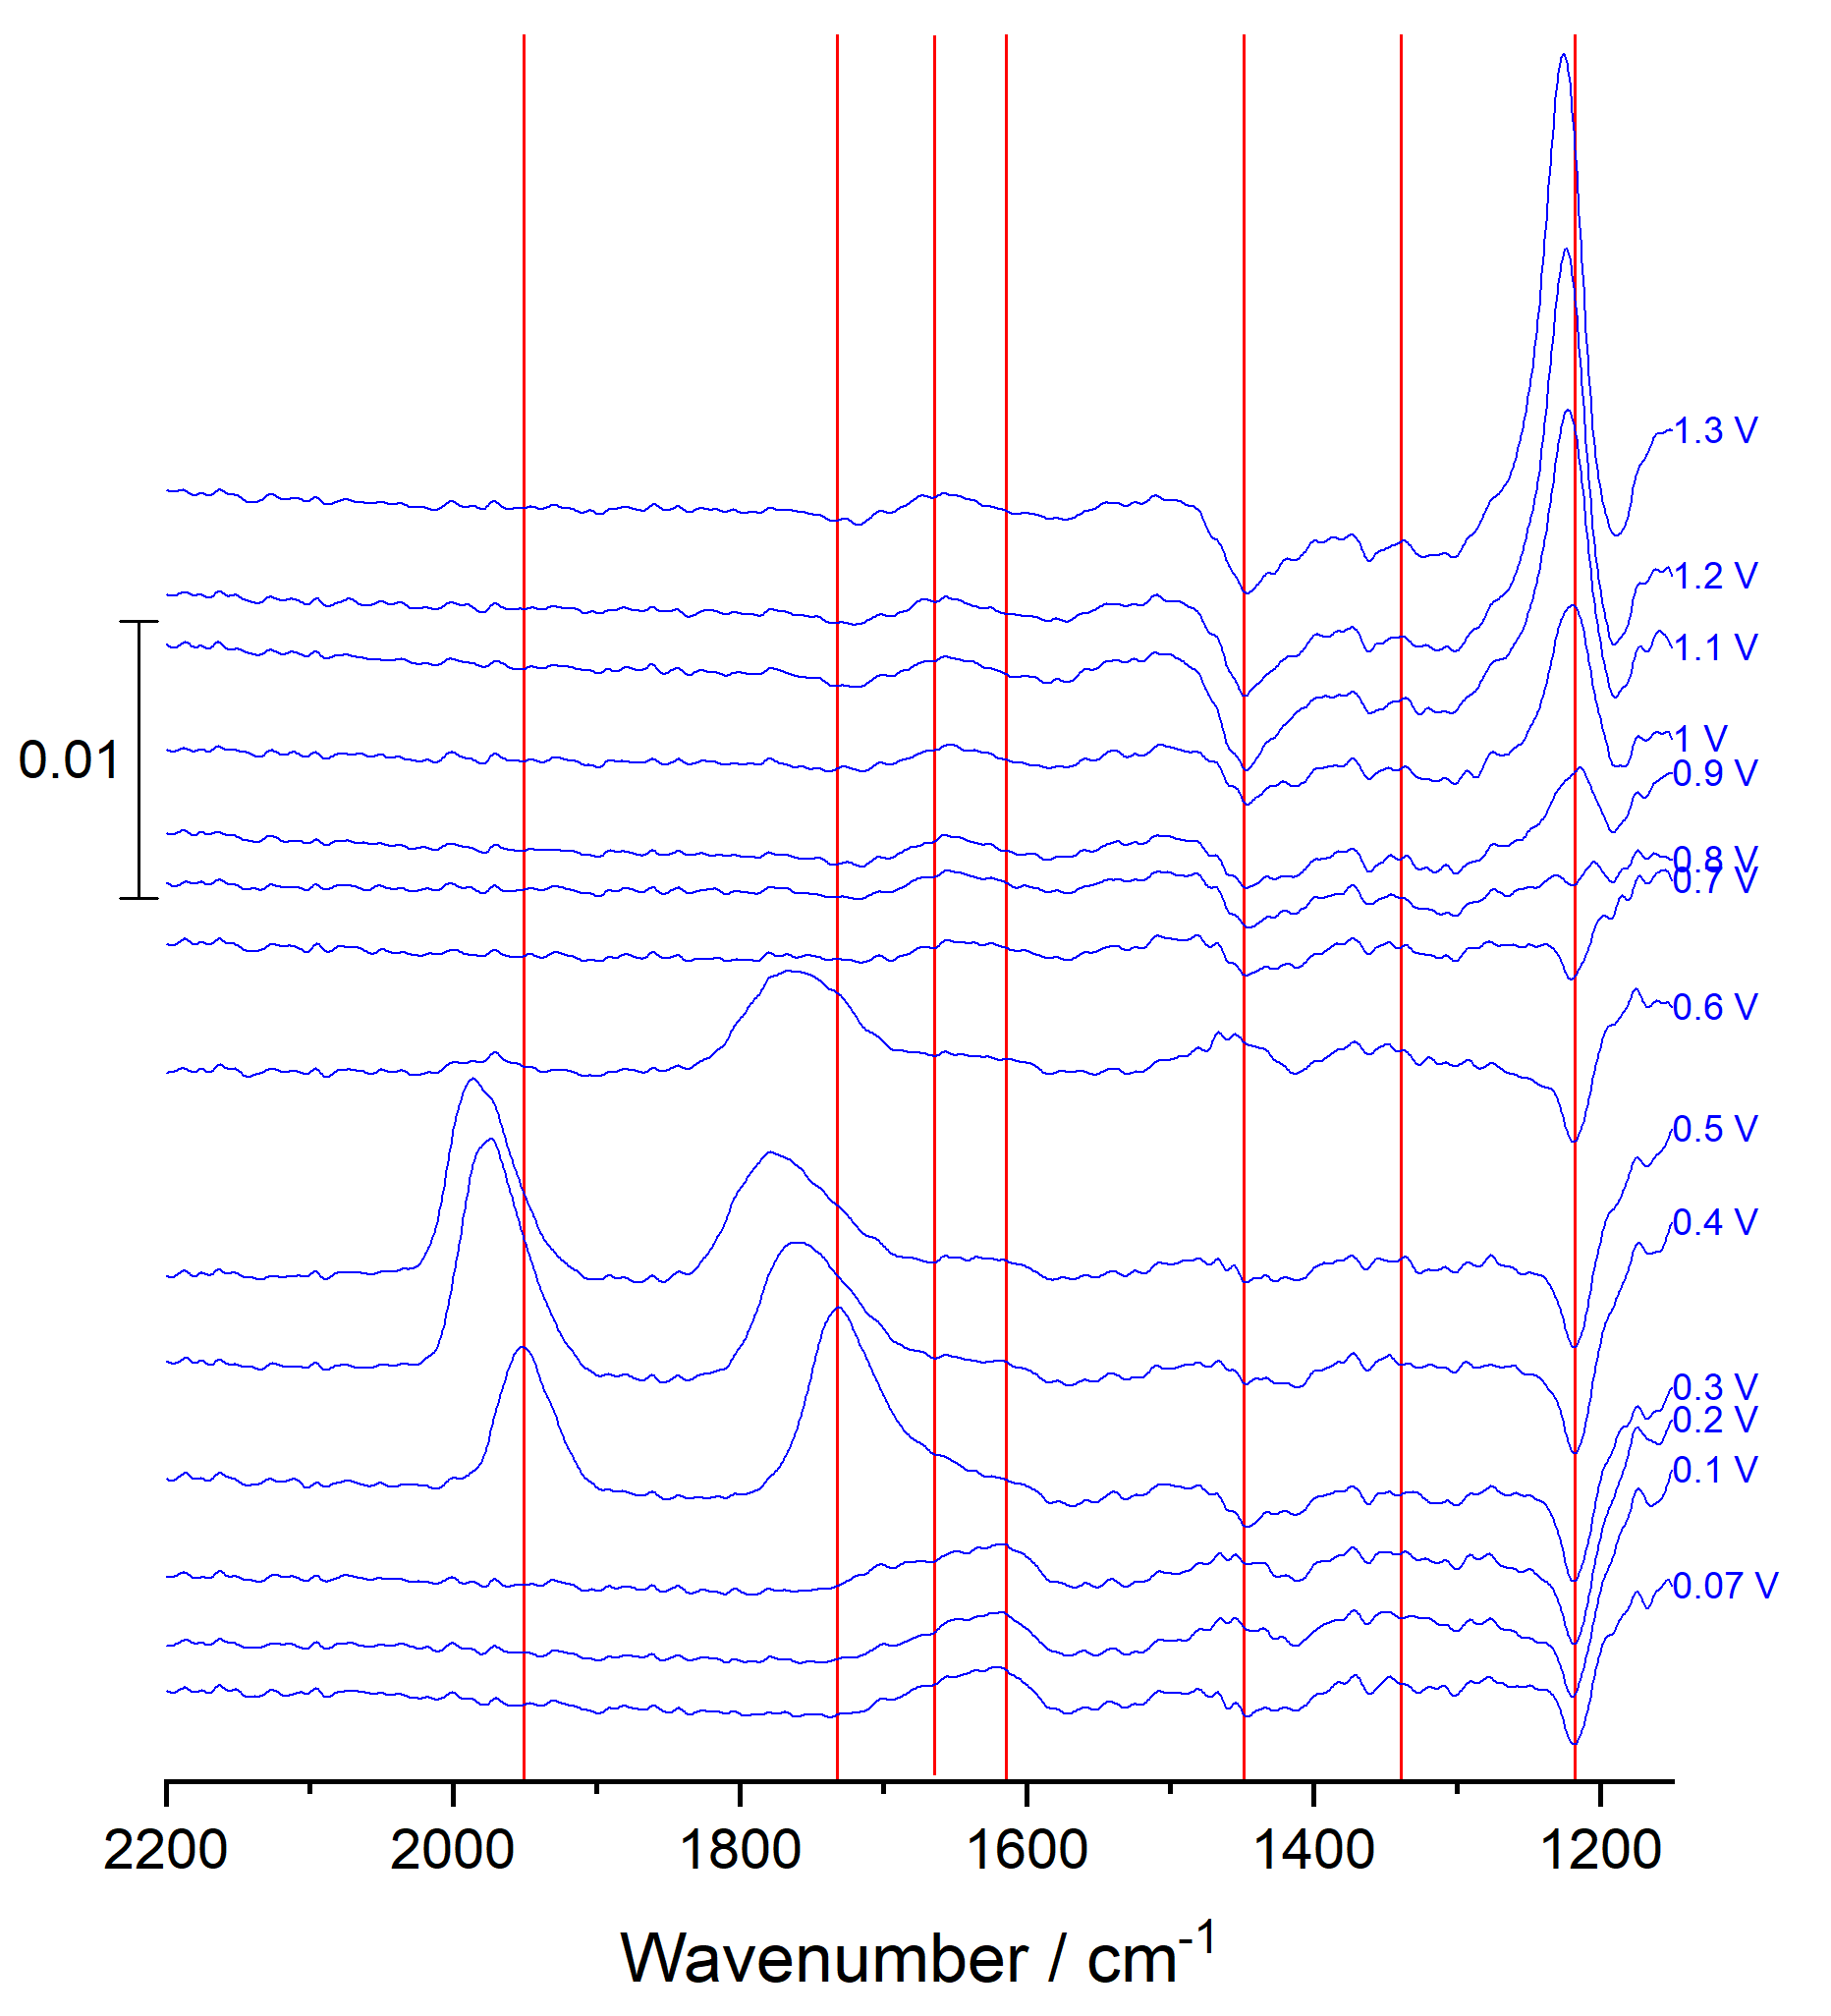 1.3 V
1.2 V
1.1 V
0.01
1 V
0.9 V
0.8 V
0.7 V
0.6 V
0.5 V
0.4 V
0.3 V
0.2 V
0.1 V
0.07 V
2200 2000 1800 1600 1400 1200
Wavenumber / cm⁻¹